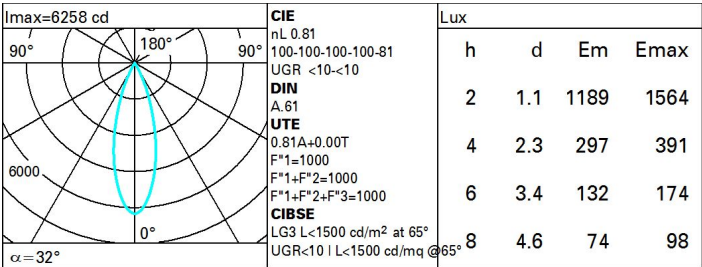 Imax=6258 cd
90° 180° 90°
6000
0°
α=32°
CIE
nL 0.81
100-100-100-100-81
UGR <10-<10
DIN
A.61
UTE
0.81A+0.00T
F"1=1000
F"1+F"2=1000
F"1+F"2+F"3=1000
CIBSE
LG3 L<1500 cd/m² at 65°
UGR<10 | L<1500 cd/mq @65°
Lux
h d Em Emax
2 1.1 1189 1564
4 2.3 297 391
6 3.4 132 174
8 4.6 74 98